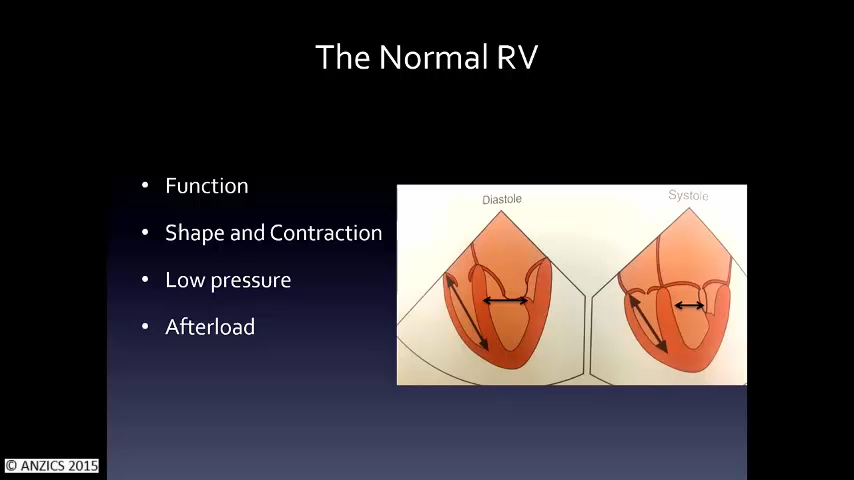 The Normal RV
• Function
• Shape and Contraction
• Low pressure
• Afterload
Diastole
Systole
© ANZICS 2015